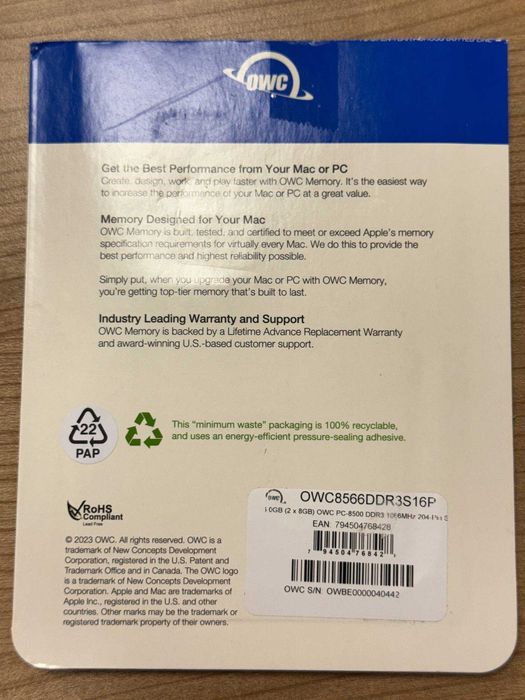 OWC
Get the Best Performance from Your Mac or PC
Create, design, work, and play faster with OWC Memory. It's the easiest way
to increase the performance of your Mac or PC at a great value.
Memory Designed for Your Mac
OWC Memory is built, tested, and certified to meet or exceed Apple's memory
specification requirements for virtually every Mac. We do this to provide the
best performance and highest reliability possible.
Simply put, when you upgrade your Mac or PC with OWC Memory,
you're getting top-tier memory that's built to last.
Industry Leading Warranty and Support
OWC Memory is backed by a Lifetime Advance Replacement Warranty
and award-winning U.S.-based customer support.
22
PAP
This "minimum waste" packaging is 100% recyclable,
and uses an energy-efficient pressure-sealing adhesive.
RoHS
Compliant
Lead Free
© 2023 OWC. All rights reserved. OWC is a
trademark of New Concepts Development
Corporation, registered in the U.S. Patent and
Trademark Office and in Canada. The OWC logo
is a trademark of New Concepts Development
Corporation. Apple and Mac are trademarks of
Apple Inc., registered in the U.S. and other
countries. Other marks may be the trademark or
registered trademark property of their owners.
OWC
OWC8566DDR3S16P
(2 x 8GB) OWC PC-8500 DDR3 1066MHz 204-Pin S
EAN: 794504768428
7 94504 76842
OWC S/N: OWBE0000040442